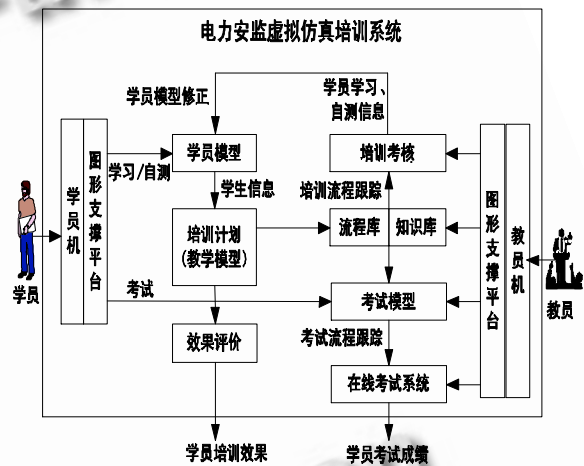 电力安监虚拟仿真培训系统
学员模型修正
学员学习、
自测信息
学员机
图形支撑平台
学习/自测
学员模型
培训考核
学生信息
培训流程跟踪
培训计划
(教学模型)
流程库
知识库
图形支撑平台
教员机
学员
教员
考试
考试模型
效果评价
考试流程跟踪
在线考试系统
学员培训效果
学员考试成绩